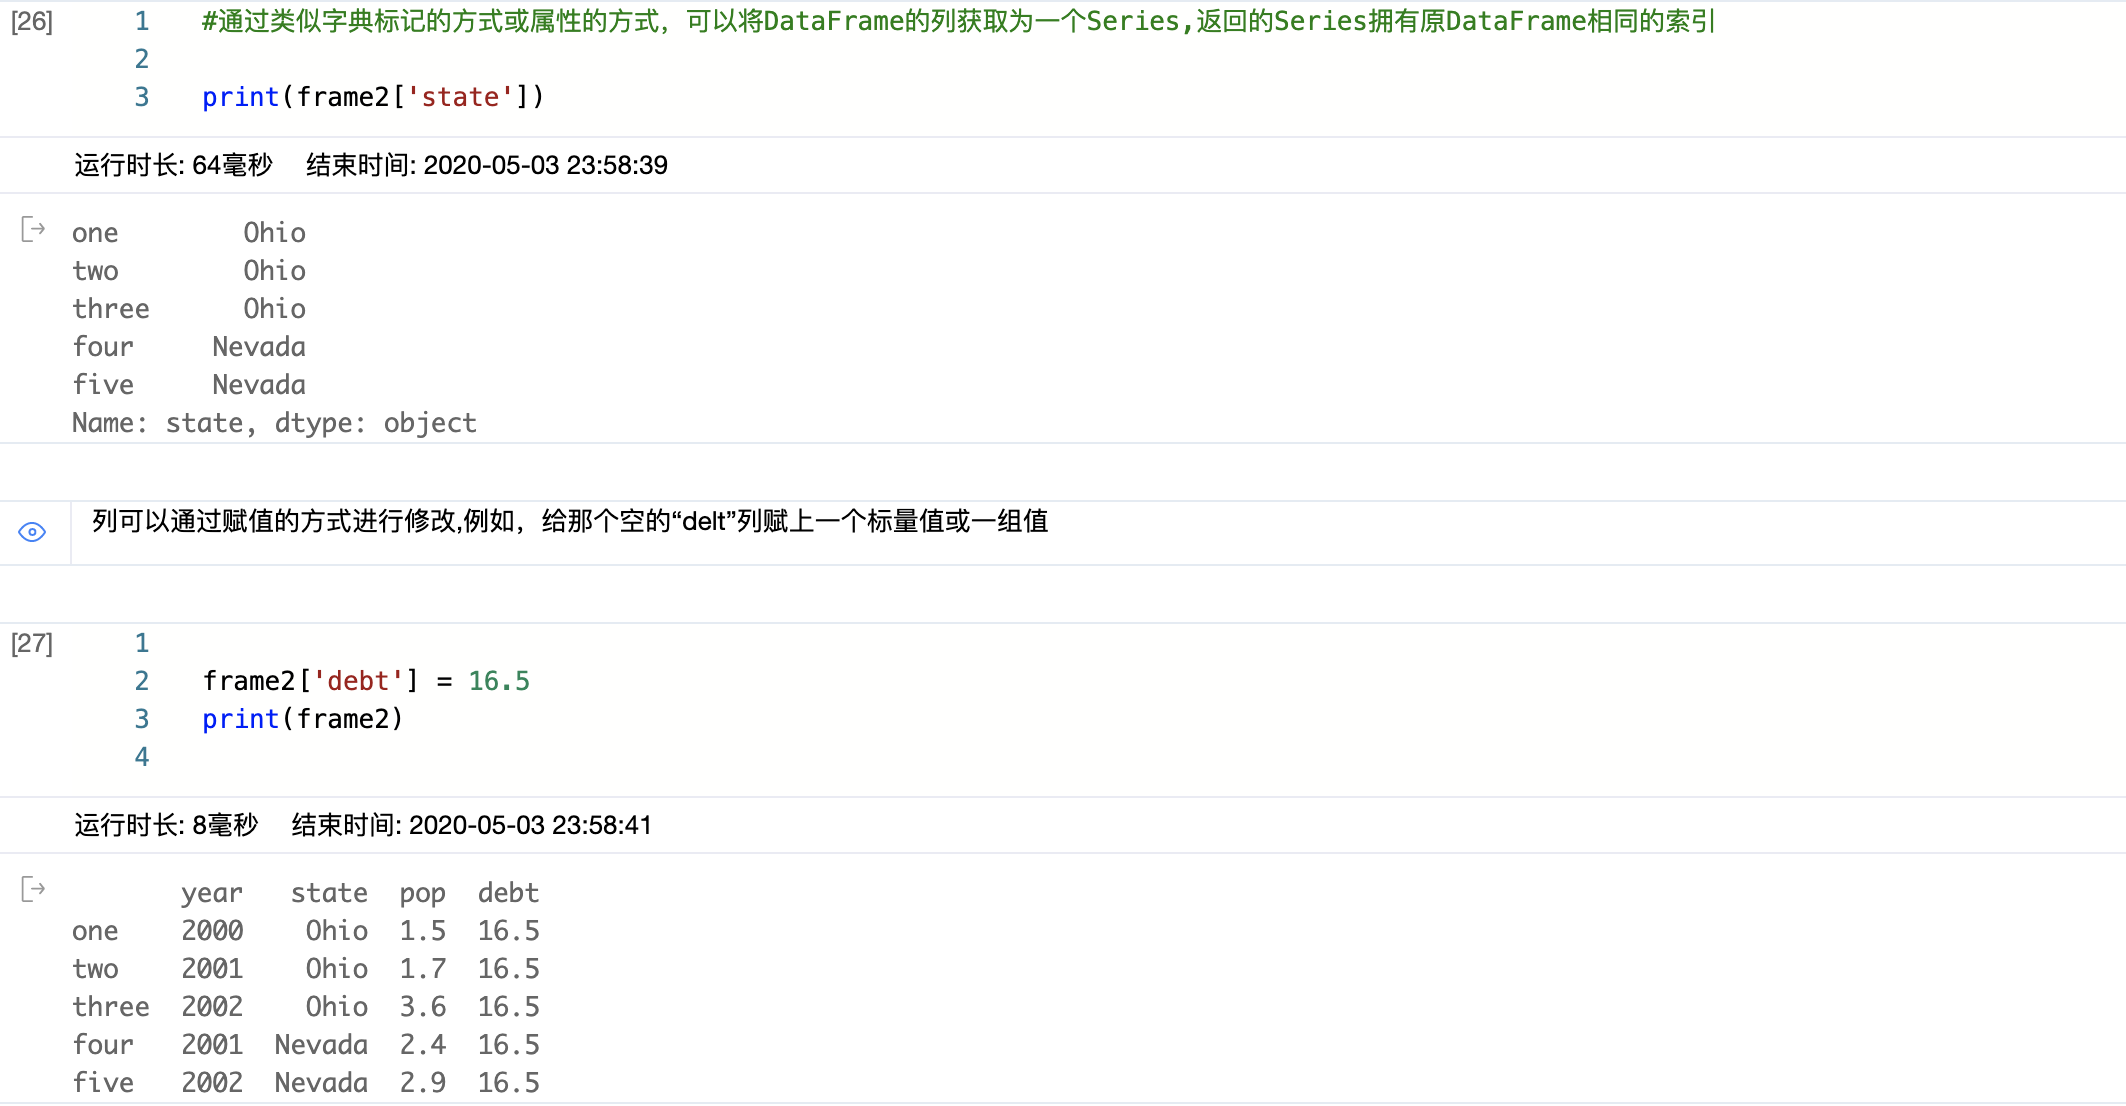 [26] 1 #通过类似字典标记的方式或属性的方式，可以将DataFrame的列获取为一个Series,返回的Series拥有原DataFrame相同的索引
2
3 print(frame2['state'])
运行时长: 64毫秒 结束时间: 2020-05-03 23:58:39
one Ohio
two Ohio
three Ohio
four Nevada
five Nevada
Name: state, dtype: object
列可以通过赋值的方式进行修改,例如，给那个空的“delt”列赋上一个标量值或一组值
[27] 1
2 frame2['debt'] = 16.5
3 print(frame2)
4
运行时长: 8毫秒 结束时间: 2020-05-03 23:58:41
year state pop debt
one 2000 Ohio 1.5 16.5
two 2001 Ohio 1.7 16.5
three 2002 Ohio 3.6 16.5
four 2001 Nevada 2.4 16.5
five 2002 Nevada 2.9 16.5